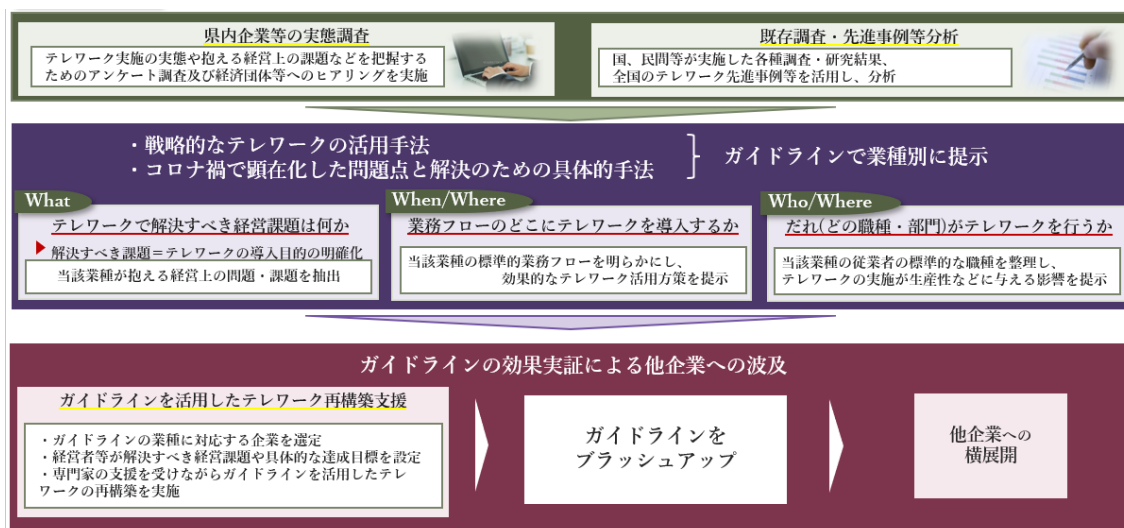 県内企業等の実態調査
テレワーク実施の実態や抱える経営上の課題などを把握する
ためのアンケート調査及び経済団体等へのヒアリングを実施
既存調査・先進事例等分析
国、民間等が実施した各種調査・研究結果、
全国のテレワーク先進事例等を活用し、分析
・戦略的なテレワークの活用手法
・コロナ禍で顕在化した問題点と解決のための具体的手法
ガイドラインで業種別に提示
What
テレワークで解決すべき経営課題は何か
解決すべき課題＝テレワークの導入目的の明確化
当該業種が抱える経営上の問題・課題を抽出
When/Where
業務フローのどこにテレワークを導入するか
当該業種の標準的業務フローを明らかにし、
効果的なテレワーク活用方策を提示
Who/Where
だれ(どの職種・部門)がテレワークを行うか
当該業種の従業者の標準的な職種を整理し、
テレワークの実施が生産性などに与える影響を提示
ガイドラインの効果実証による他企業への波及
ガイドラインを活用したテレワーク再構築支援
・ガイドラインの業種に対応する企業を選定
・経営者等が解決すべき経営課題や具体的な達成目標を設定
・専門家の支援を受けながらガイドラインを活用したテレ
ワークの再構築を実施
ガイドラインを
ブラッシュアップ
他企業への
横展開